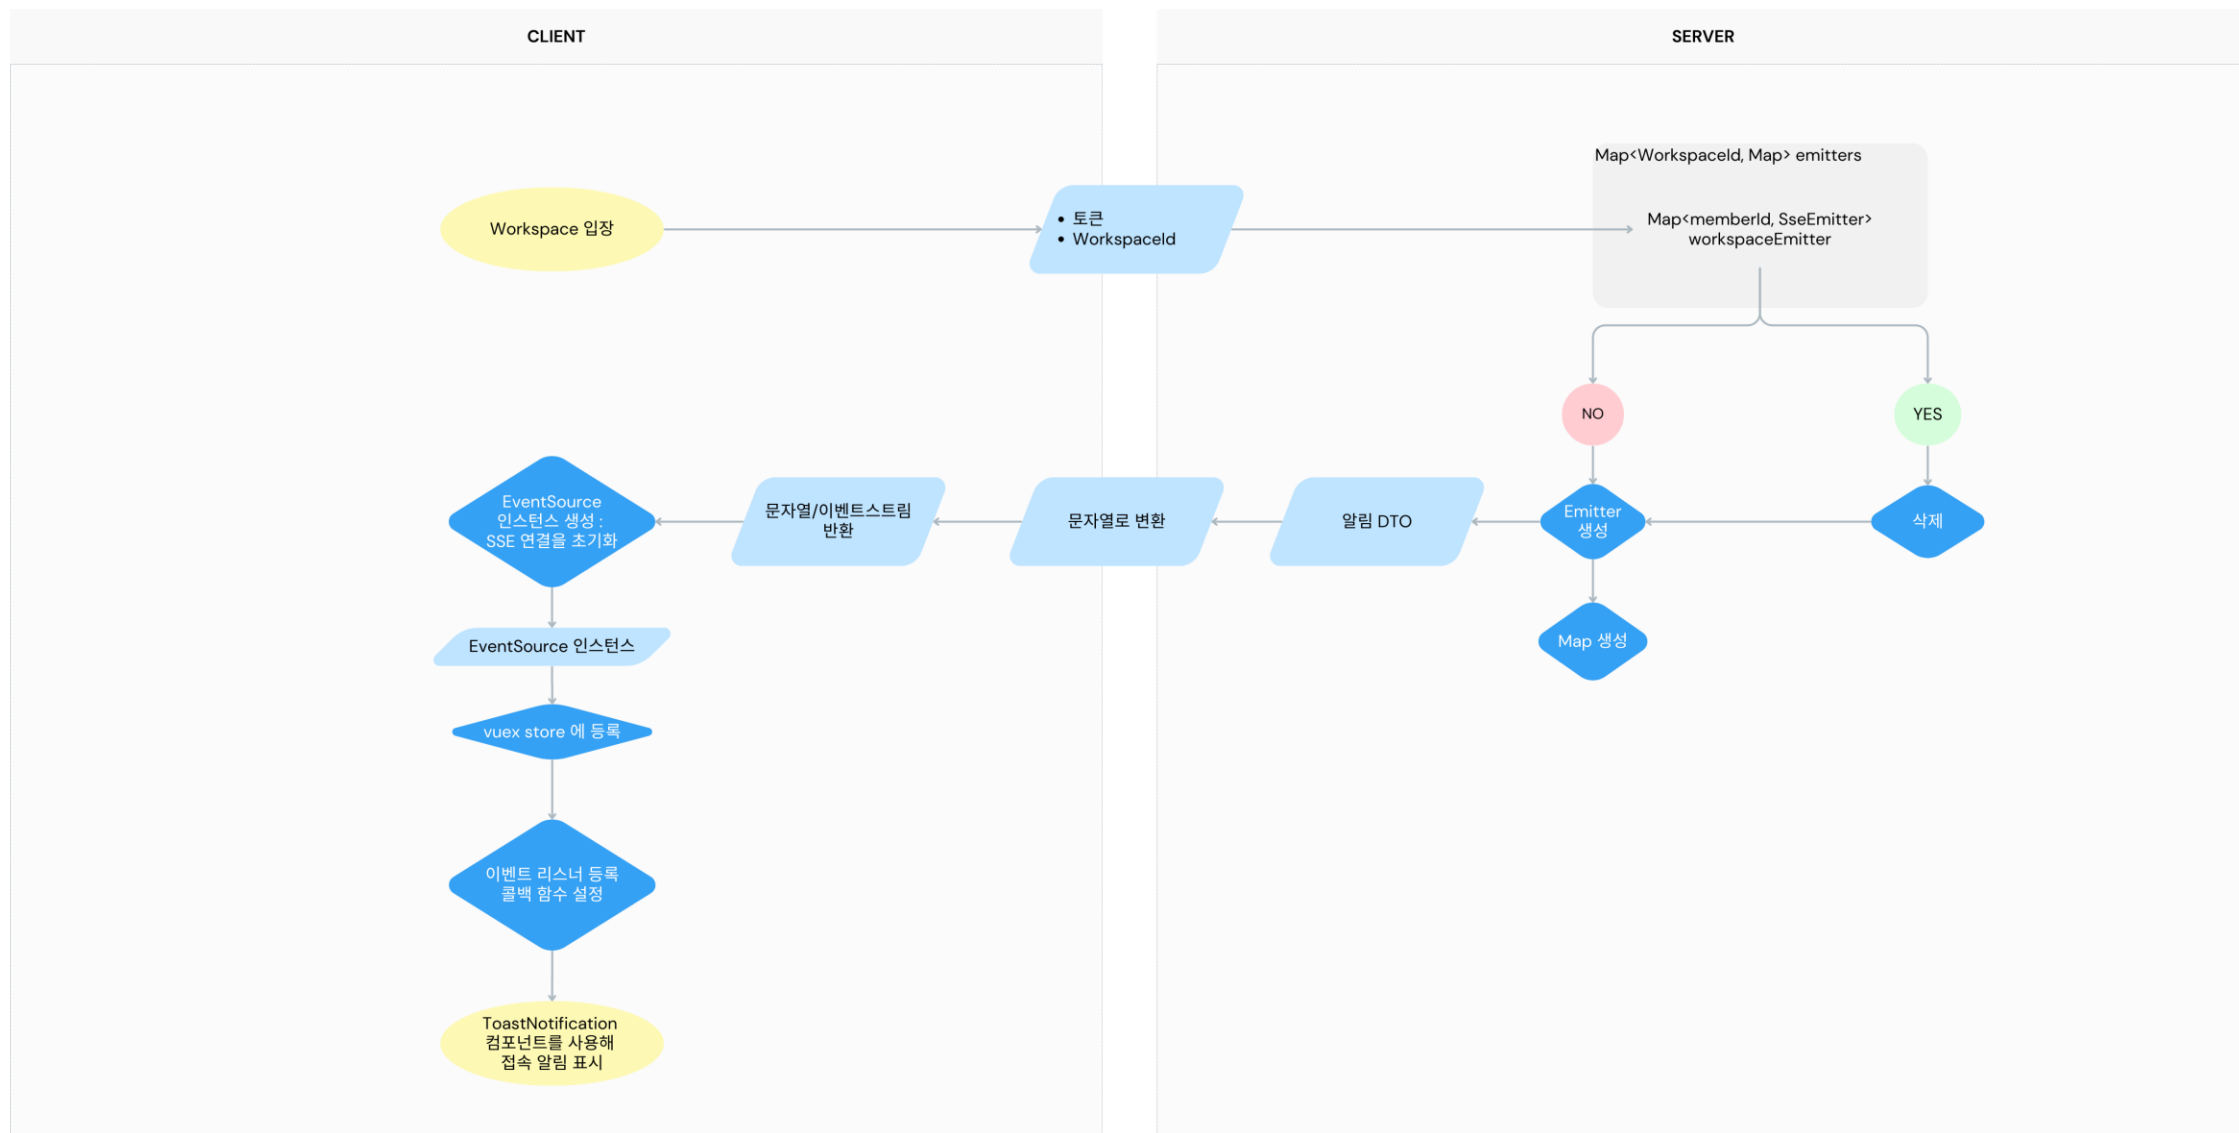 CLIENT
SERVER
Map<WorkspaceId, Map> emitters
Workspace 입장
• 토큰
• WorkspaceId
Map<memberId, SseEmitter>
workspaceEmitter
NO
YES
EventSource
인스턴스 생성 :
SSE 연결을 초기화
문자열/이벤트스트림
반환
문자열로 변환
알림 DTO
Emitter
생성
삭제
EventSource 인스턴스
Map 생성
vuex store 에 등록
이벤트 리스너 등록
콜백 함수 설정
ToastNotification
컴포넌트를 사용해
접속 알림 표시